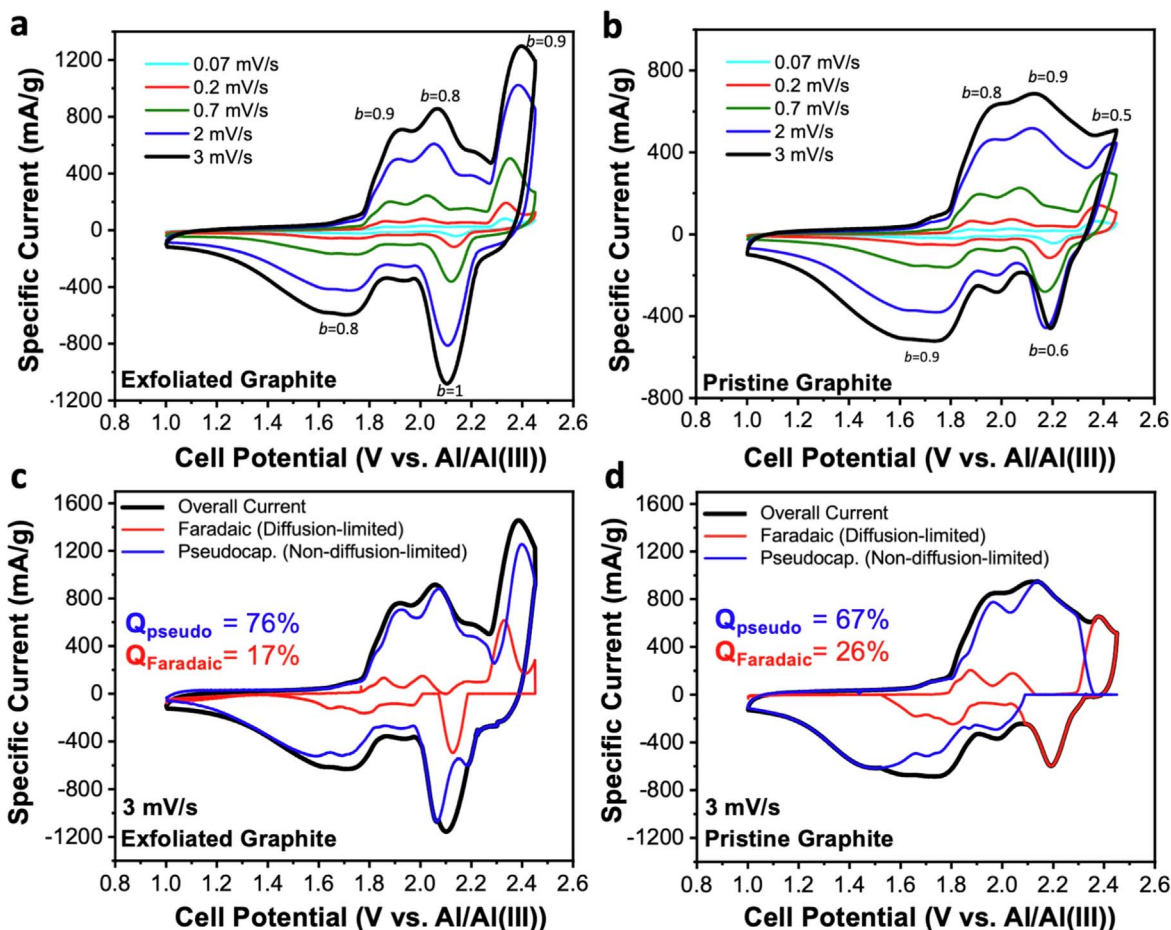 a
1200
800
400
0
-400
-800
-1200
Specific Current (mA/g)
0.07 mV/s
0.2 mV/s
0.7 mV/s
2 mV/s
3 mV/s
b=0.9
b=0.8
b=0.9
b=0.8
b=1
Exfoliated Graphite
0.8 1.0 1.2 1.4 1.6 1.8 2.0 2.2 2.4 2.6
Cell Potential (V vs. Al/Al(III))
b
800
400
0
-400
-800
Specific Current (mA/g)
0.07 mV/s
0.2 mV/s
0.7 mV/s
2 mV/s
3 mV/s
b=0.8
b=0.9
b=0.5
b=0.9
b=0.6
Pristine Graphite
0.8 1.0 1.2 1.4 1.6 1.8 2.0 2.2 2.4 2.6
Cell Potential (V vs. Al/Al(III))
c
1600
1200
800
400
0
-400
-800
-1200
Specific Current (mA/g)
Overall Current
Faradaic (Diffusion-limited)
Pseudocap. (Non-diffusion-limited)
Qpseudo = 76%
QFaradaic= 17%
3 mV/s
Exfoliated Graphite
0.8 1.0 1.2 1.4 1.6 1.8 2.0 2.2 2.4 2.6
Cell Potential (V vs. Al/Al(III))
d
1600
1200
800
400
0
-400
-800
-1200
Specific Current (mA/g)
Overall Current
Faradaic (Diffusion-limited)
Pseudocap. (Non-diffusion-limited)
Qpseudo = 67%
QFaradaic= 26%
3 mV/s
Pristine Graphite
0.8 1.0 1.2 1.4 1.6 1.8 2.0 2.2 2.4 2.6
Cell Potential (V vs. Al/Al(III))